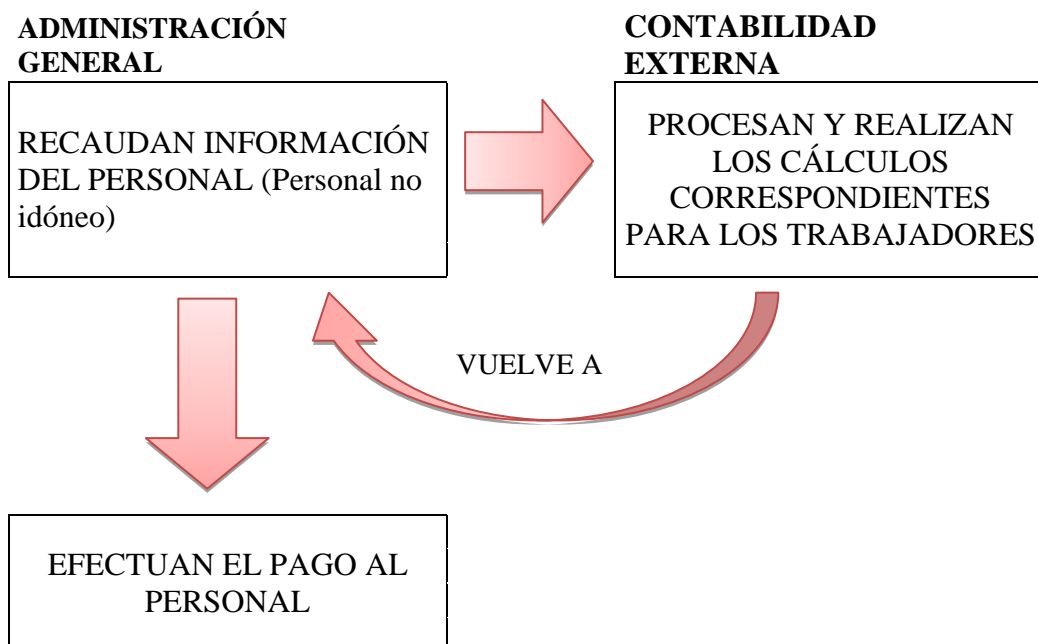 ADMINISTRACIÓN
GENERAL
RECAUDAN INFORMACIÓN
DEL PERSONAL (Personal no
idóneo)
CONTABILIDAD
EXTERNA
PROCESAN Y REALIZAN
LOS CÁLCULOS
CORRESPONDIENTES
PARA LOS TRABAJADORES
VUELVE A
EFECTUAN EL PAGO AL
PERSONAL